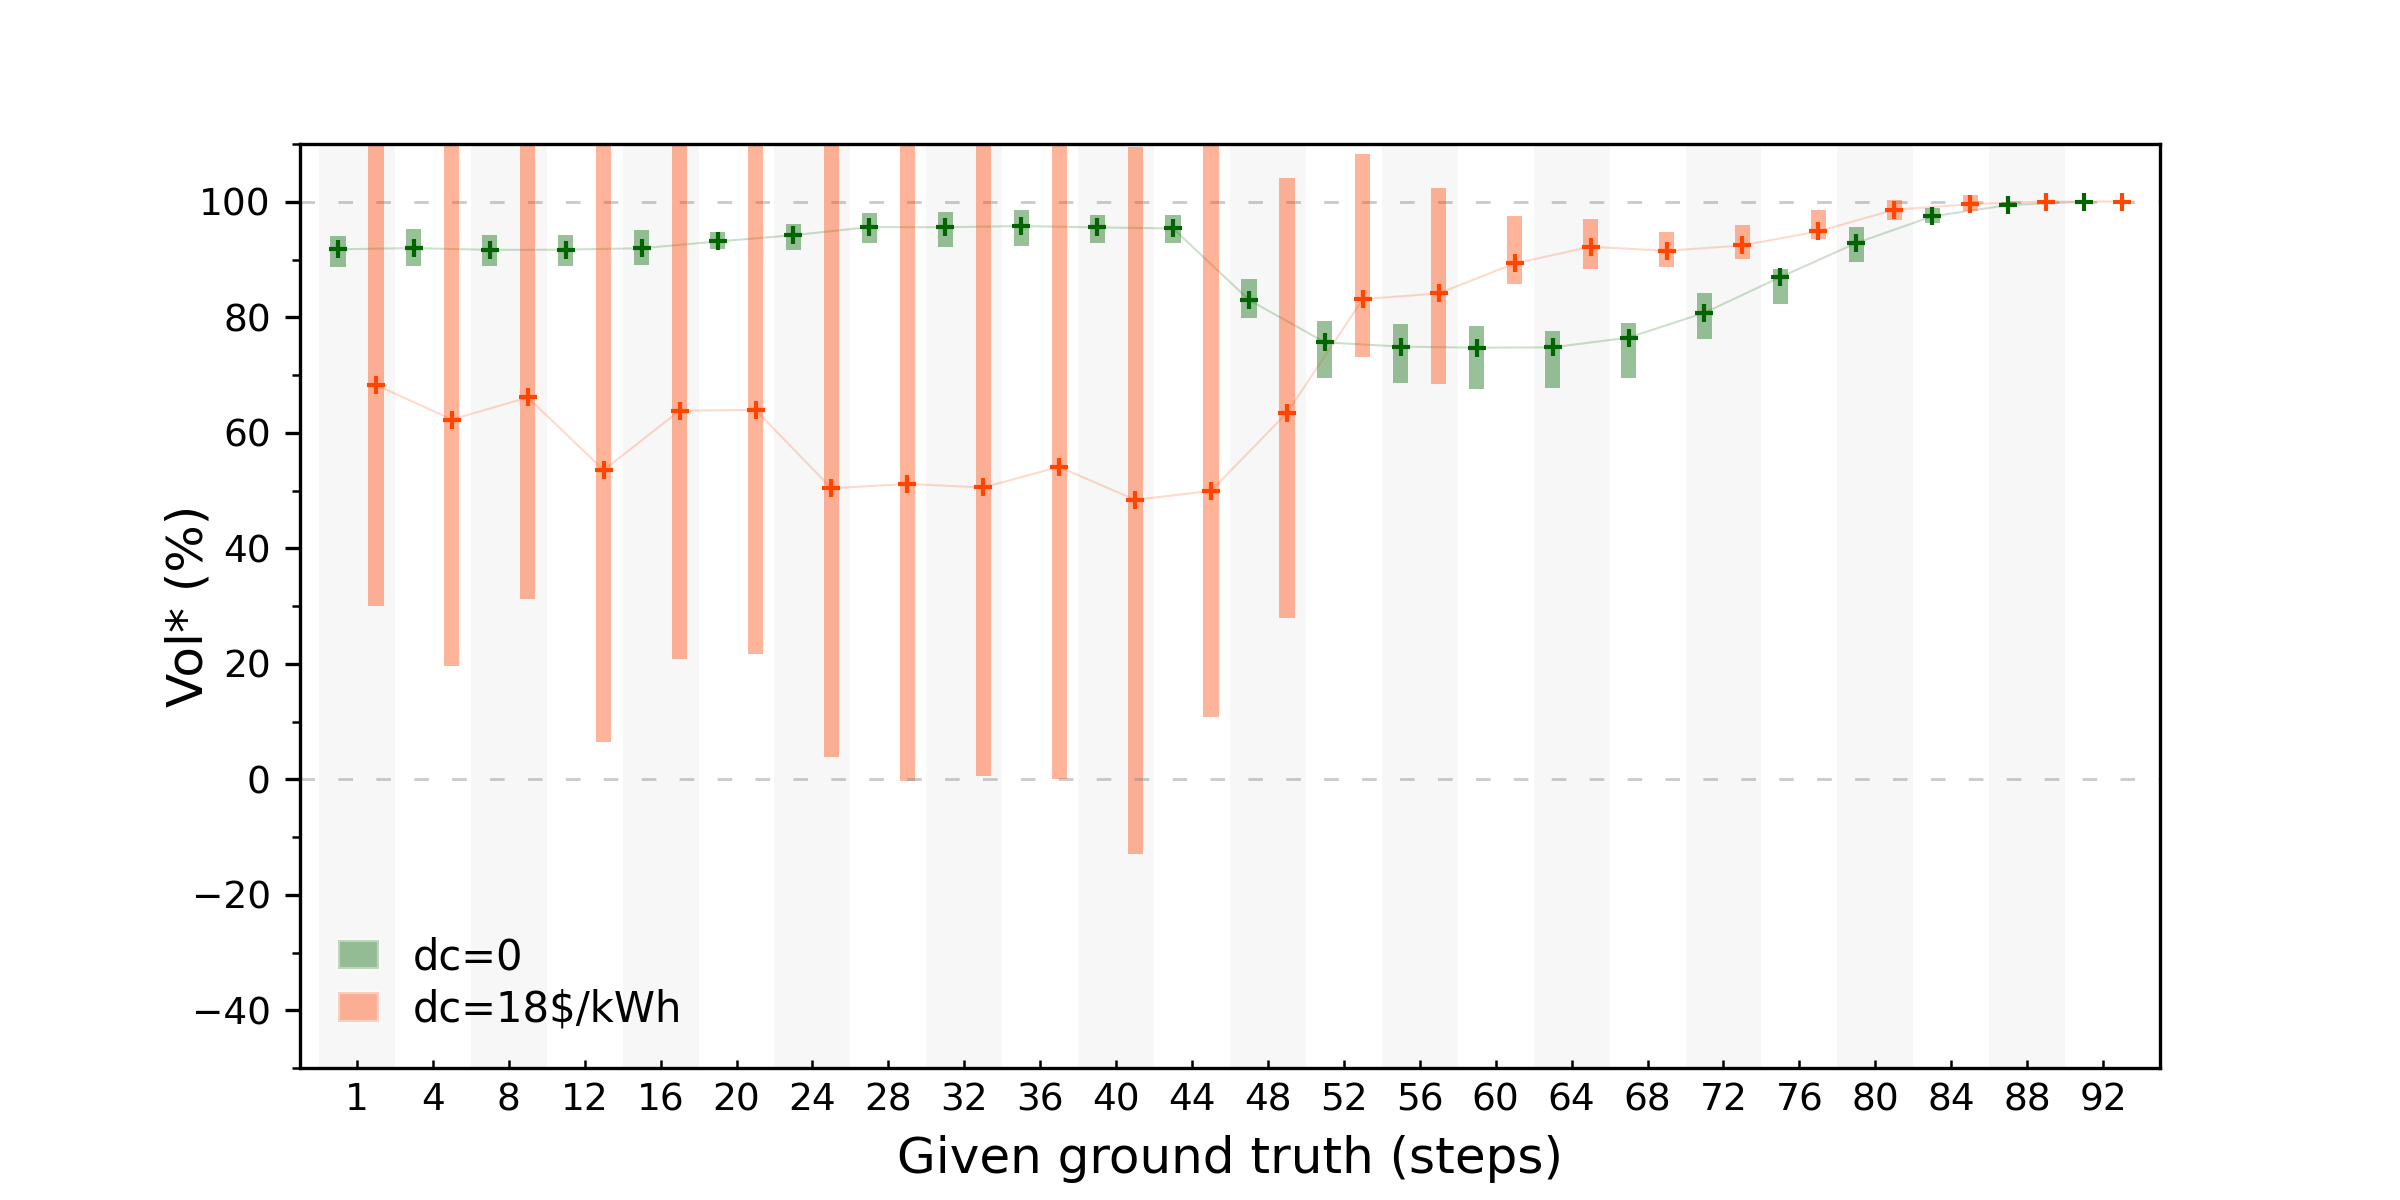 100
80
60
40
20
0
−20
−40
Vol* (%)
dc=0
dc=18$/kWh
1 4 8 12 16 20 24 28 32 36 40 44 48 52 56 60 64 68 72 76 80 84 88 92
Given ground truth (steps)